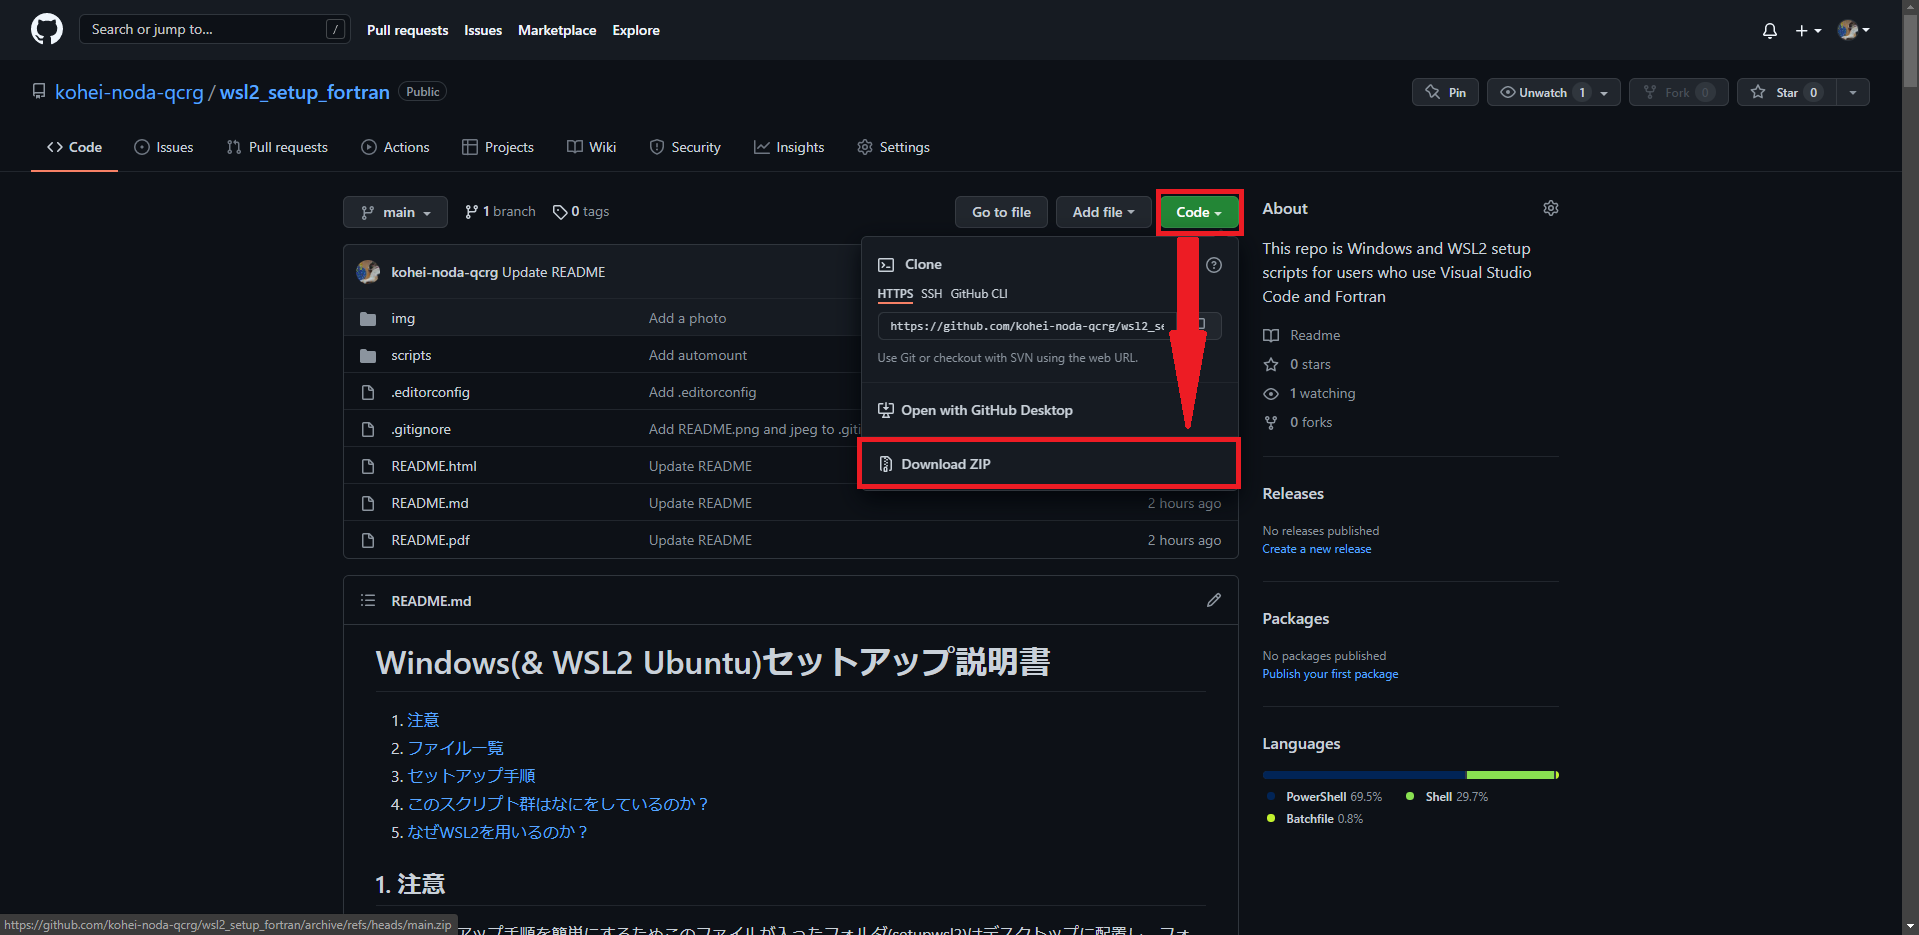 Search or jump to... /
Pull requests Issues Marketplace Explore
kohei-noda-qcrg / wsl2_setup_fortran Public
Pin Unwatch 1 Fork 0 Star 0
Code Issues Pull requests Actions Projects Wiki Security Insights Settings
main 1 branch 0 tags
Go to file Add file Code
kohei-noda-qcrg Update README
img Add a photo
scripts Add automount
.editorconfig Add .editorconfig
.gitignore Add README.png and jpeg to .giti
README.html Update README
README.md Update README 2 hours ago
README.pdf Update README 2 hours ago
Clone
HTTPS SSH GitHub CLI
https://github.com/kohei-noda-qcrg/wsl2_se
Use Git or checkout with SVN using the web URL.
Open with GitHub Desktop
Download ZIP
About
This repo is Windows and WSL2 setup
scripts for users who use Visual Studio
Code and Fortran
Readme
0 stars
1 watching
0 forks
Releases
No releases published
Create a new release
Packages
No packages published
Publish your first package
Languages
PowerShell 69.5% Shell 29.7%
Batchfile 0.8%
README.md
Windows(& WSL2 Ubuntu)セットアップ説明書
1. 注意
2. ファイル一覧
3. セットアップ手順
4. このスクリプト群はなにをしているのか？
5. なぜWSL2を用いるのか？
1. 注意
アップ手順を簡単にするためこのファイルが入ったフォルダ(setupwsl2)はデスクトップに配置し、フォ
https://github.com/kohei-noda-qcrg/wsl2_setup_fortran/archive/refs/heads/main.zip